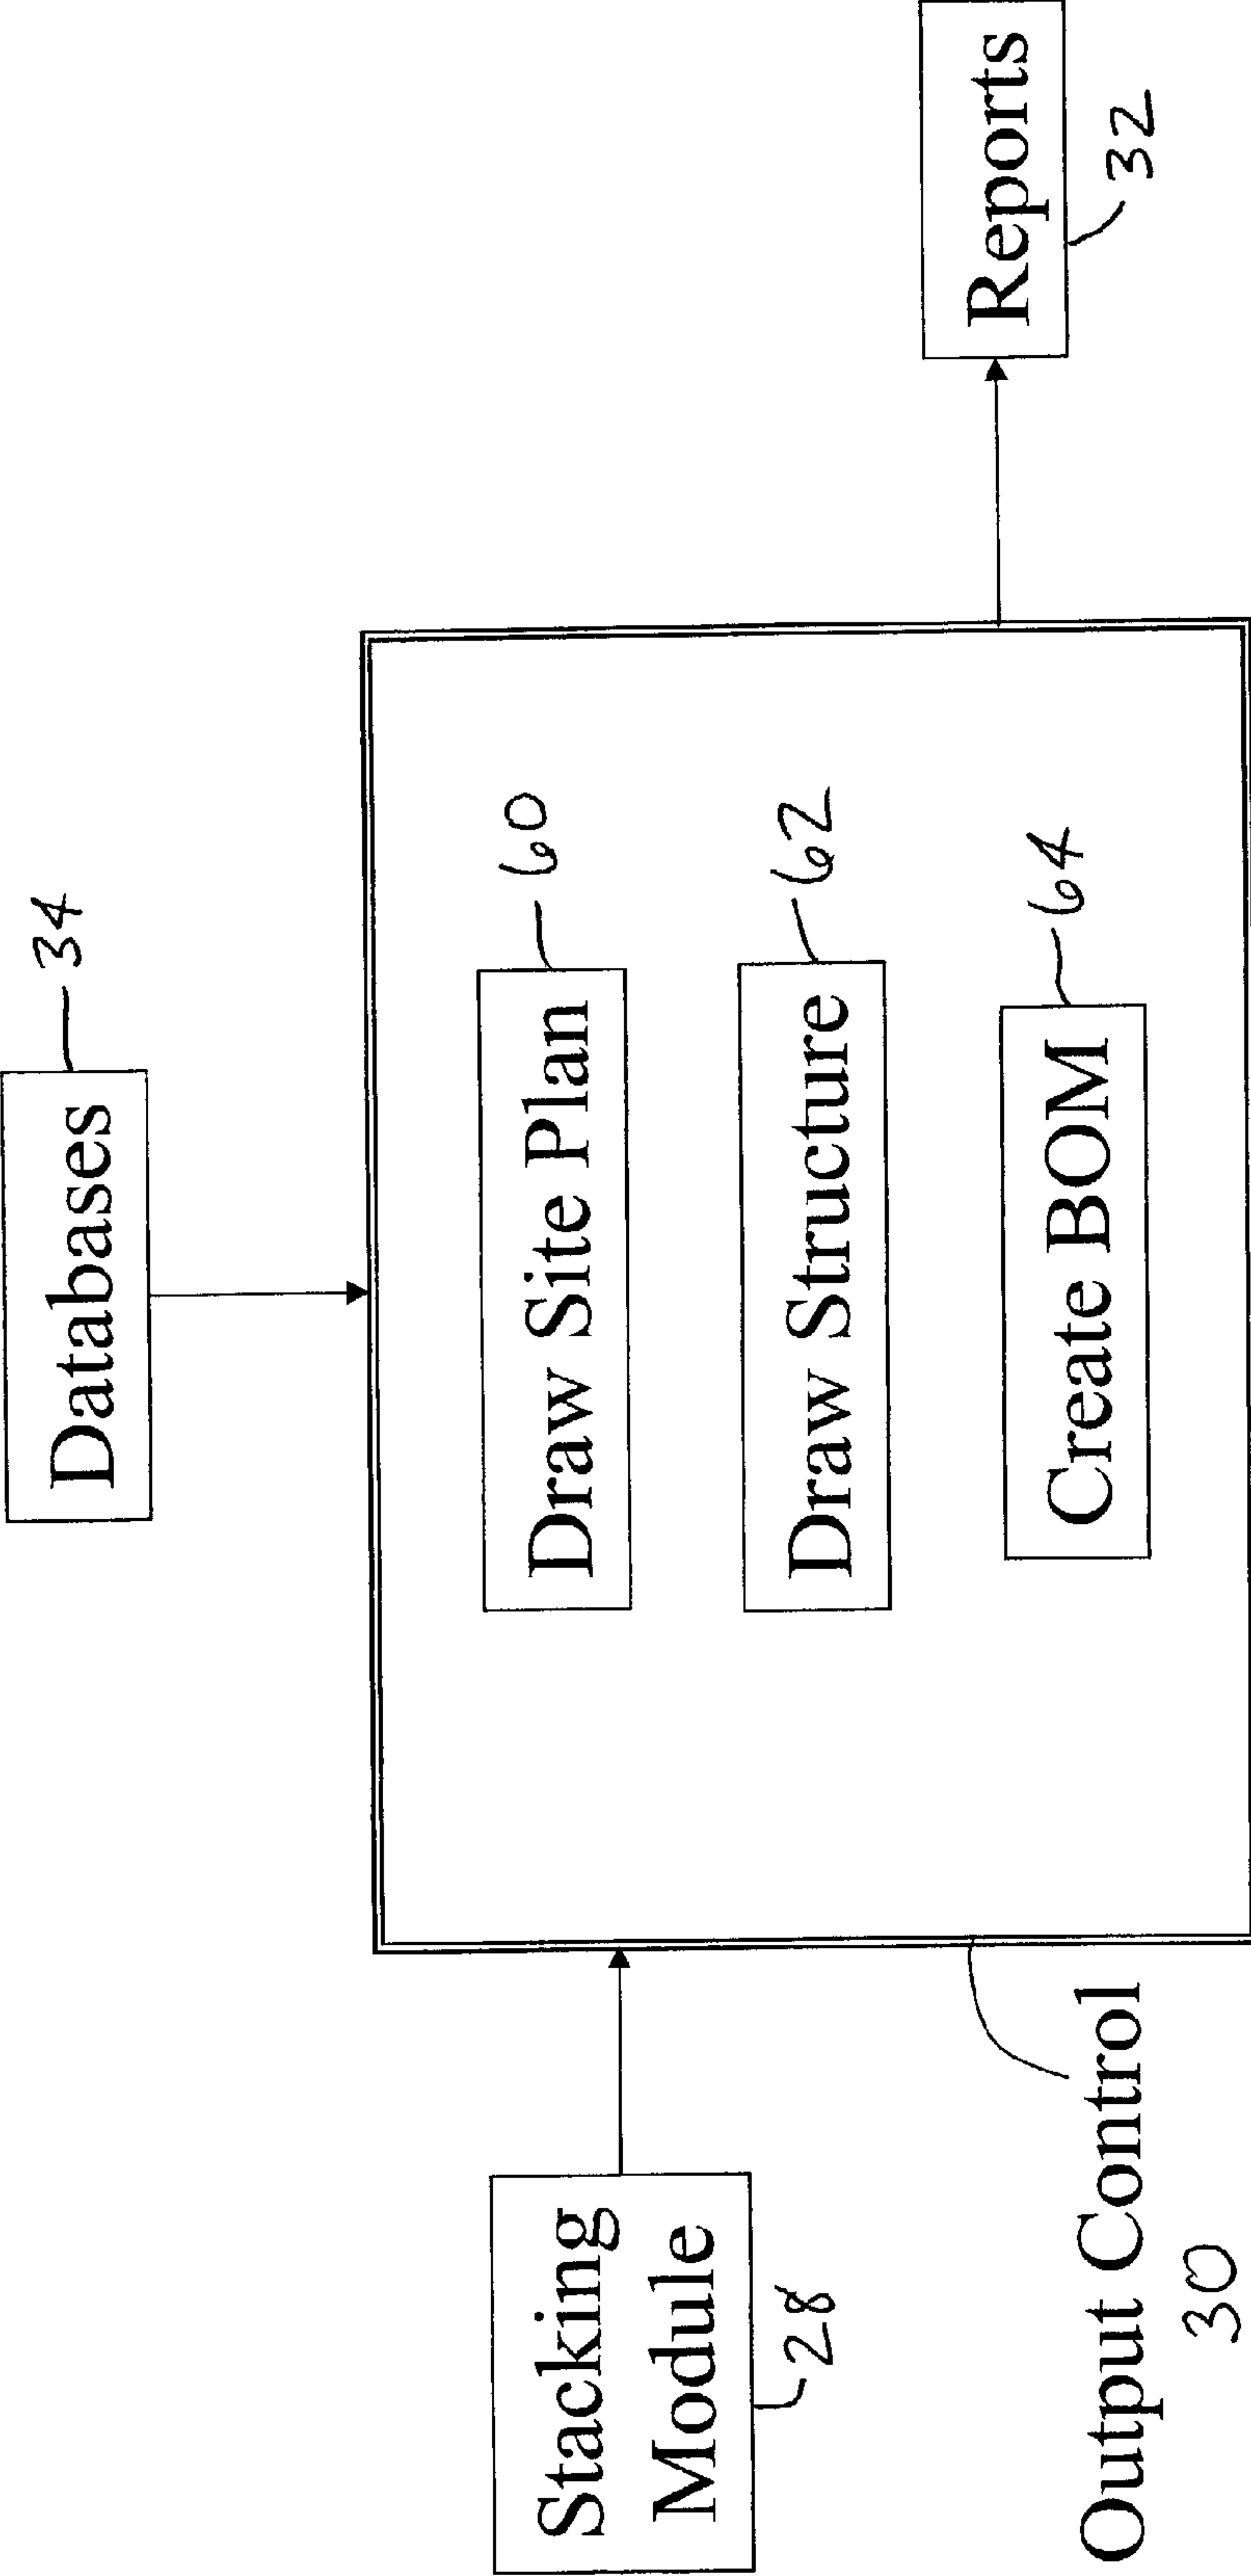 Databases
34
Stacking
Module
28
Draw Site Plan
60
Draw Structure
62
Create BOM
64
Reports
32
Output Control
30